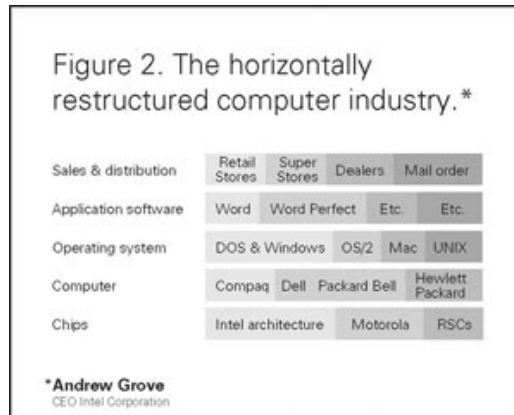 Figure 2. The horizontally
restructured computer industry.*
Sales & distribution Retail Stores Super Stores Dealers Mail order
Application software Word Word Perfect Etc. Etc.
Operating system DOS & Windows OS/2 Mac UNIX
Computer Compaq Dell Packard Bell Hewlett Packard
Chips Intel architecture Motorola RSCs
*Andrew Grove
CEO Intel Corporation